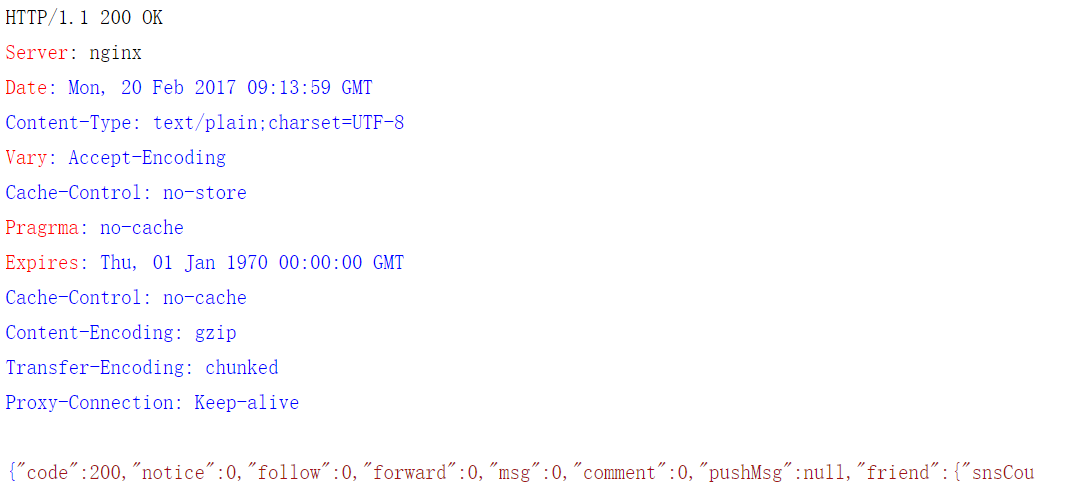 HTTP/1.1 200 OK
Server: nginx
Date: Mon, 20 Feb 2017 09:13:59 GMT
Content-Type: text/plain;charset=UTF-8
Vary: Accept-Encoding
Cache-Control: no-store
Pragrma: no-cache
Expires: Thu, 01 Jan 1970 00:00:00 GMT
Cache-Control: no-cache
Content-Encoding: gzip
Transfer-Encoding: chunked
Proxy-Connection: Keep-alive
{"code":200,"notice":0,"follow":0,"forward":0,"msg":0,"comment":0,"pushMsg":null,"friend":{"snsCou